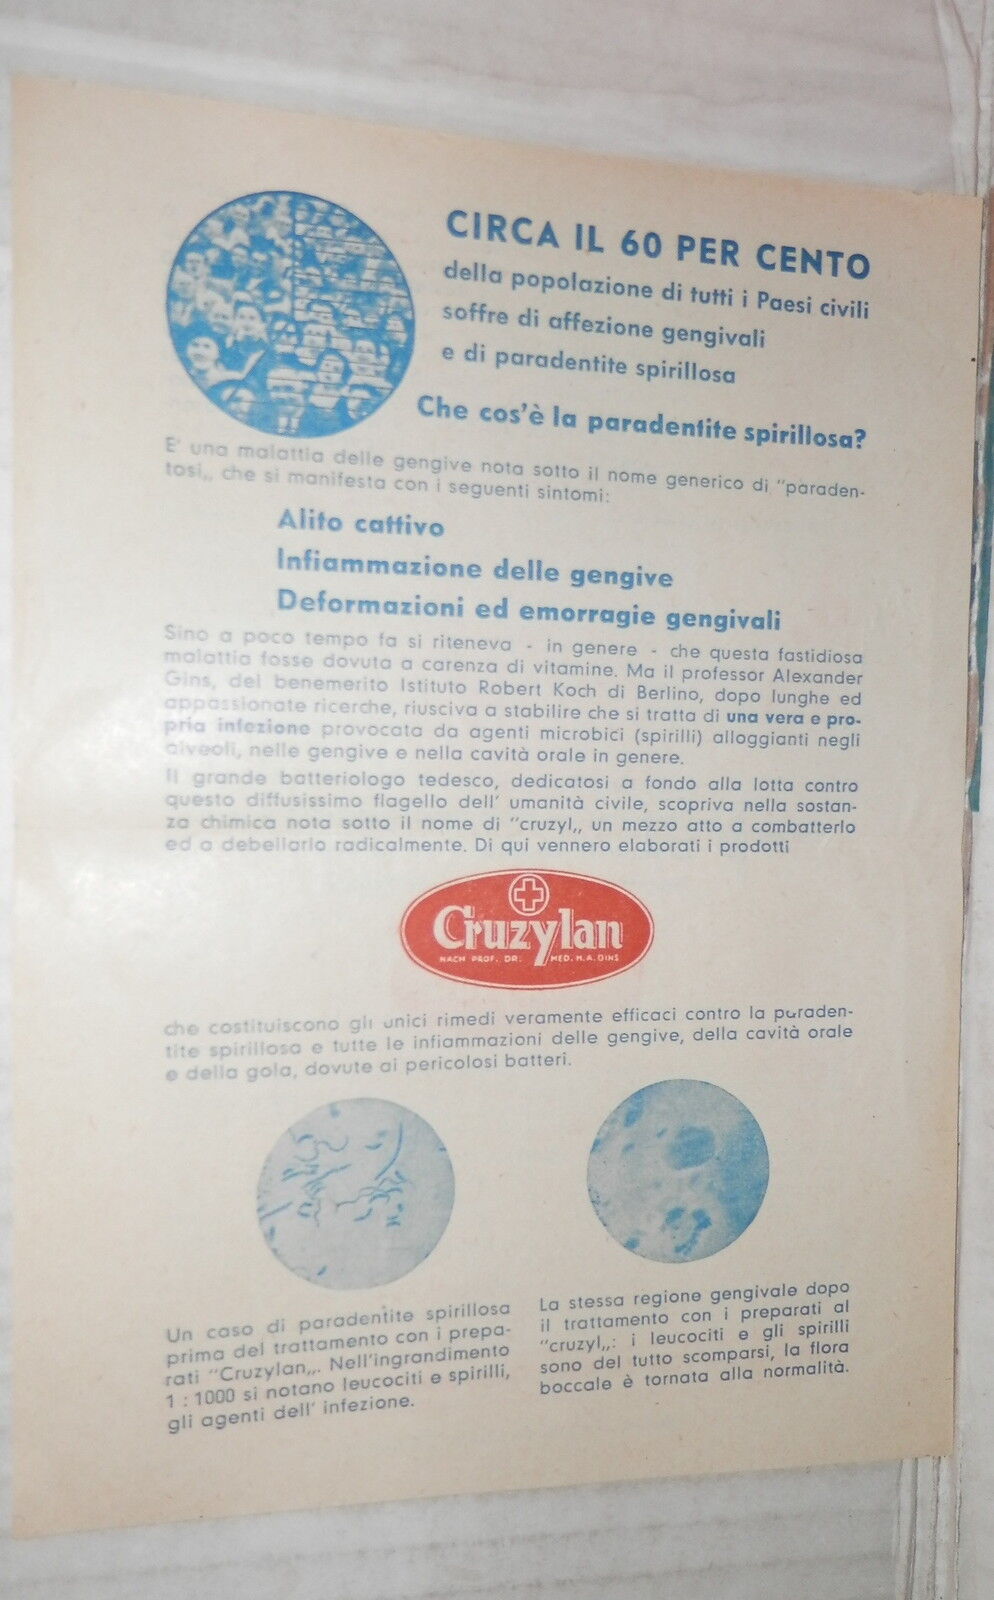 CIRCA IL 60 PER CENTO
della popolazione di tutti i Paesi civili
soffre di affezione gengivali
e di paradentite spirillosa
Che cos'è la paradentite spirillosa?
E' una malattia delle gengive nota sotto il nome generico di "paraden-
tosi,, che si manifesta con i seguenti sintomi:
Alito cattivo
Infiammazione delle gengive
Deformazioni ed emorragie gengivali
Sino a poco tempo fa si riteneva - in genere - che questa fastidiosa
malattia fosse dovuta a carenza di vitamine. Ma il professor Alexander
Gins, del benemerito Istituto Robert Koch di Berlino, dopo lunghe ed
appassionate ricerche, riusciva a stabilire che si tratta di una vera e pro-
pria infezione provocata da agenti microbici (spirilli) alloggianti negli
alveoli, nelle gengive e nella cavità orale in genere.
Il grande batteriologo tedesco, dedicatosi a fondo alla lotta contro
questo diffusissimo flagello dell' umanità civile, scopriva nella sostan-
za chimica nota sotto il nome di "cruzyl,, un mezzo atto a combatterlo
ed a debellarlo radicalmente. Di qui vennero elaborati i prodotti
Cruzylan
NACH PROF. DR. MED. H. A. GINS
che costituiscono gli unici rimedi veramente efficaci contro la paraden-
tite spirillosa e tutte le infiammazioni delle gengive, della cavità orale
e della gola, dovute ai pericolosi batteri.
Un caso di paradentite spirillosa
prima del trattamento con i prepa-
rati "Cruzylan,,. Nell'ingrandimento
1 : 1000 si notano leucociti e spirilli,
gli agenti dell' infezione.
La stessa regione gengivale dopo
il trattamento con i preparati al
"cruzyl,,: i leucociti e gli spirilli
sono del tutto scomparsi, la flora
boccale è tornata alla normalità.